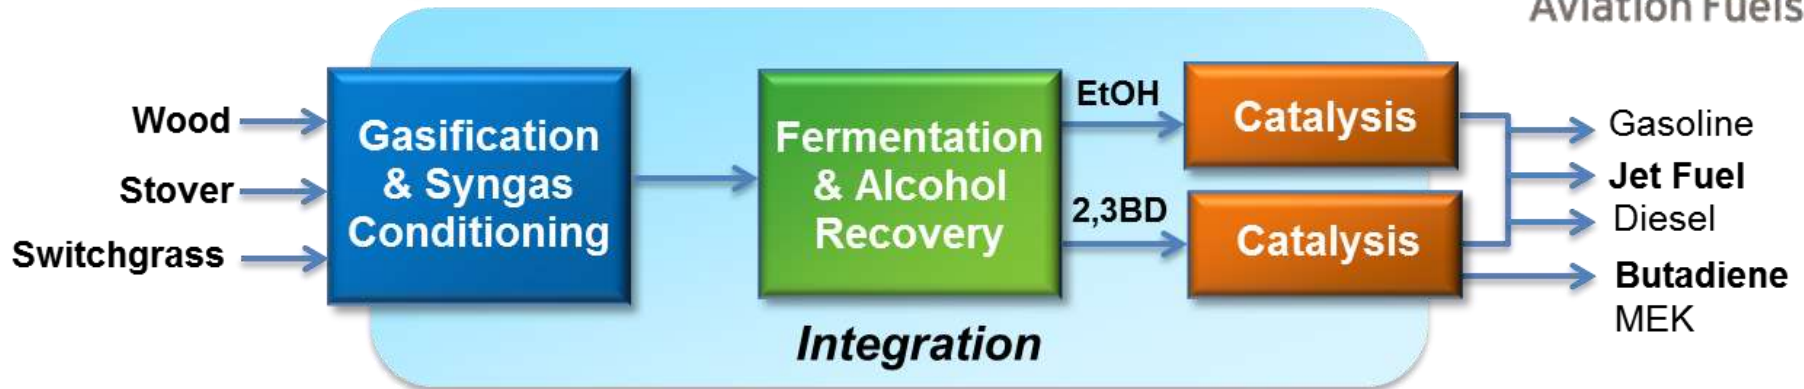 Aviation Fuels
Wood
Stover
Switchgrass
Gasification
& Syngas
Conditioning
Fermentation
& Alcohol
Recovery
EtOH
2,3BD
Catalysis
Catalysis
Gasoline
Jet Fuel
Diesel
Butadiene
MEK
Integration